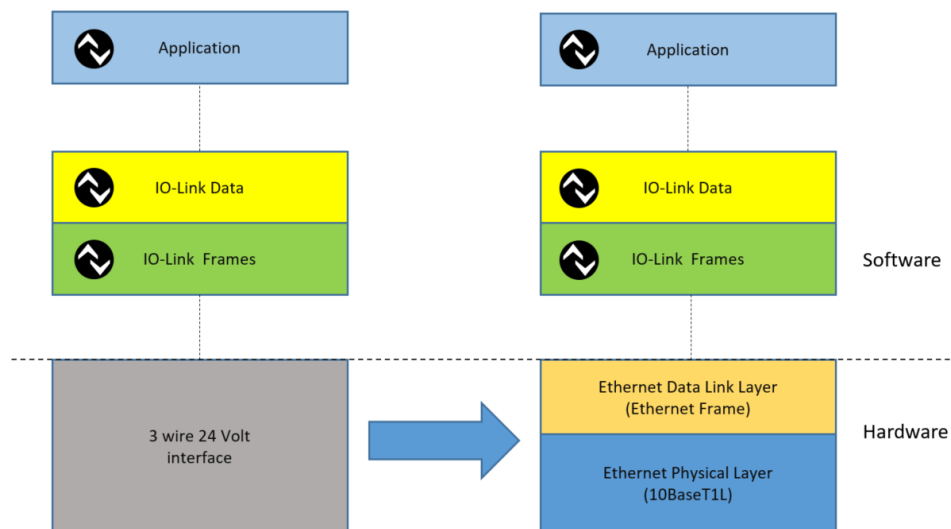 Application
Application
IO-Link Data
IO-Link Data
IO-Link Frames
IO-Link Frames
Software
Ethernet Data Link Layer
(Ethernet Frame)
3 wire 24 Volt
interface
Hardware
Ethernet Physical Layer
(10BaseT1L)